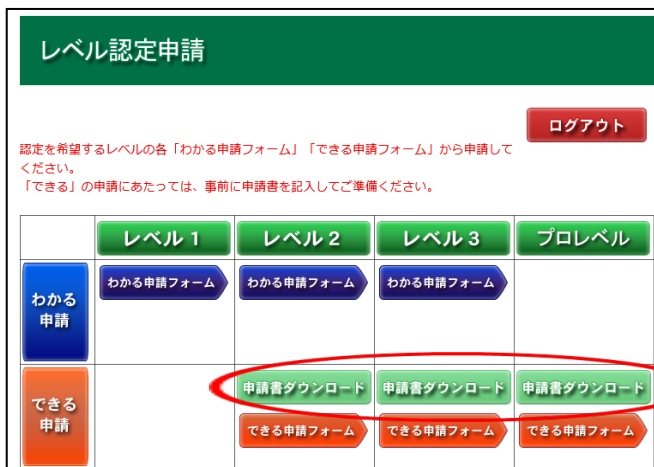 レベル認定申請
ログアウト
認定を希望するレベルの各「わかる申請フォーム」「できる申請フォーム」から申請して
ください。
「できる」の申請にあたっては、事前に申請書を記入してご準備ください。
レベル1 レベル2 レベル3 プロレベル
わかる
申請
わかる申請フォーム わかる申請フォーム わかる申請フォーム
できる
申請
申請書ダウンロード 申請書ダウンロード 申請書ダウンロード
できる申請フォーム できる申請フォーム できる申請フォーム